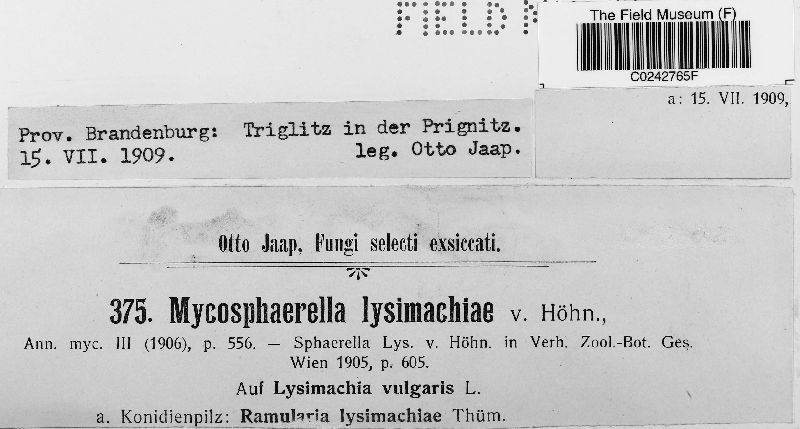 FIELD M
The Field Museum (F)
C0242765F
a: 15. VII. 1909,
Prov. Brandenburg: Triglitz in der Prignitz.
15. VII. 1909. leg. Otto Jaap.
Otto Jaap, Fungi selecti exsiccati.
375. Mycosphaerella lysimachiae v. Höhn.,
Ann. myc. III (1906), p. 556. — Sphaerella Lys. v. Höhn. in Verh. Zool.-Bot. Ges.
Wien 1905, p. 605.
Auf Lysimachia vulgaris L.
a. Konidienpilz: Ramularia lysimachiae Thüm.